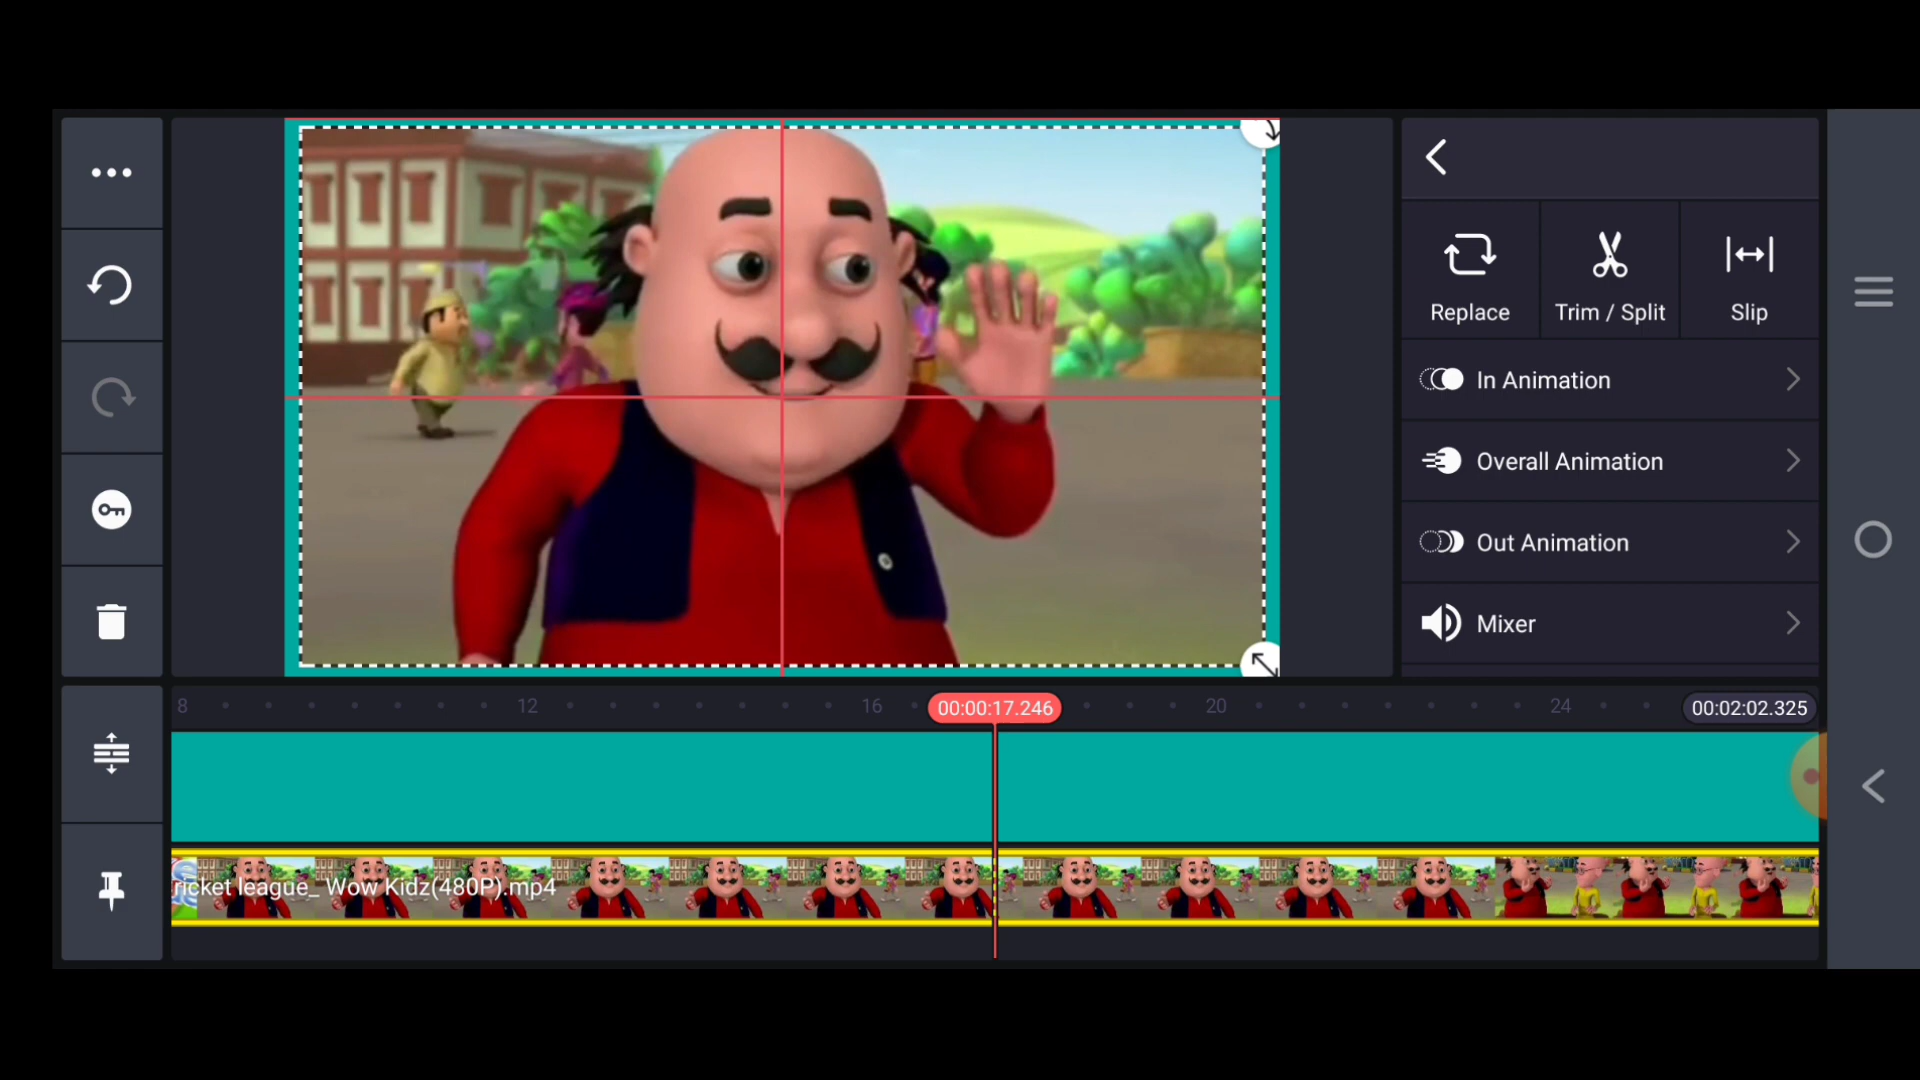 Replace
Trim / Split
Slip
In Animation
Overall Animation
Out Animation
Mixer
8
12
16
00:00:17.246
20
24
00:02:02.325
ricket league_ Wow Kidz(480P).mp4